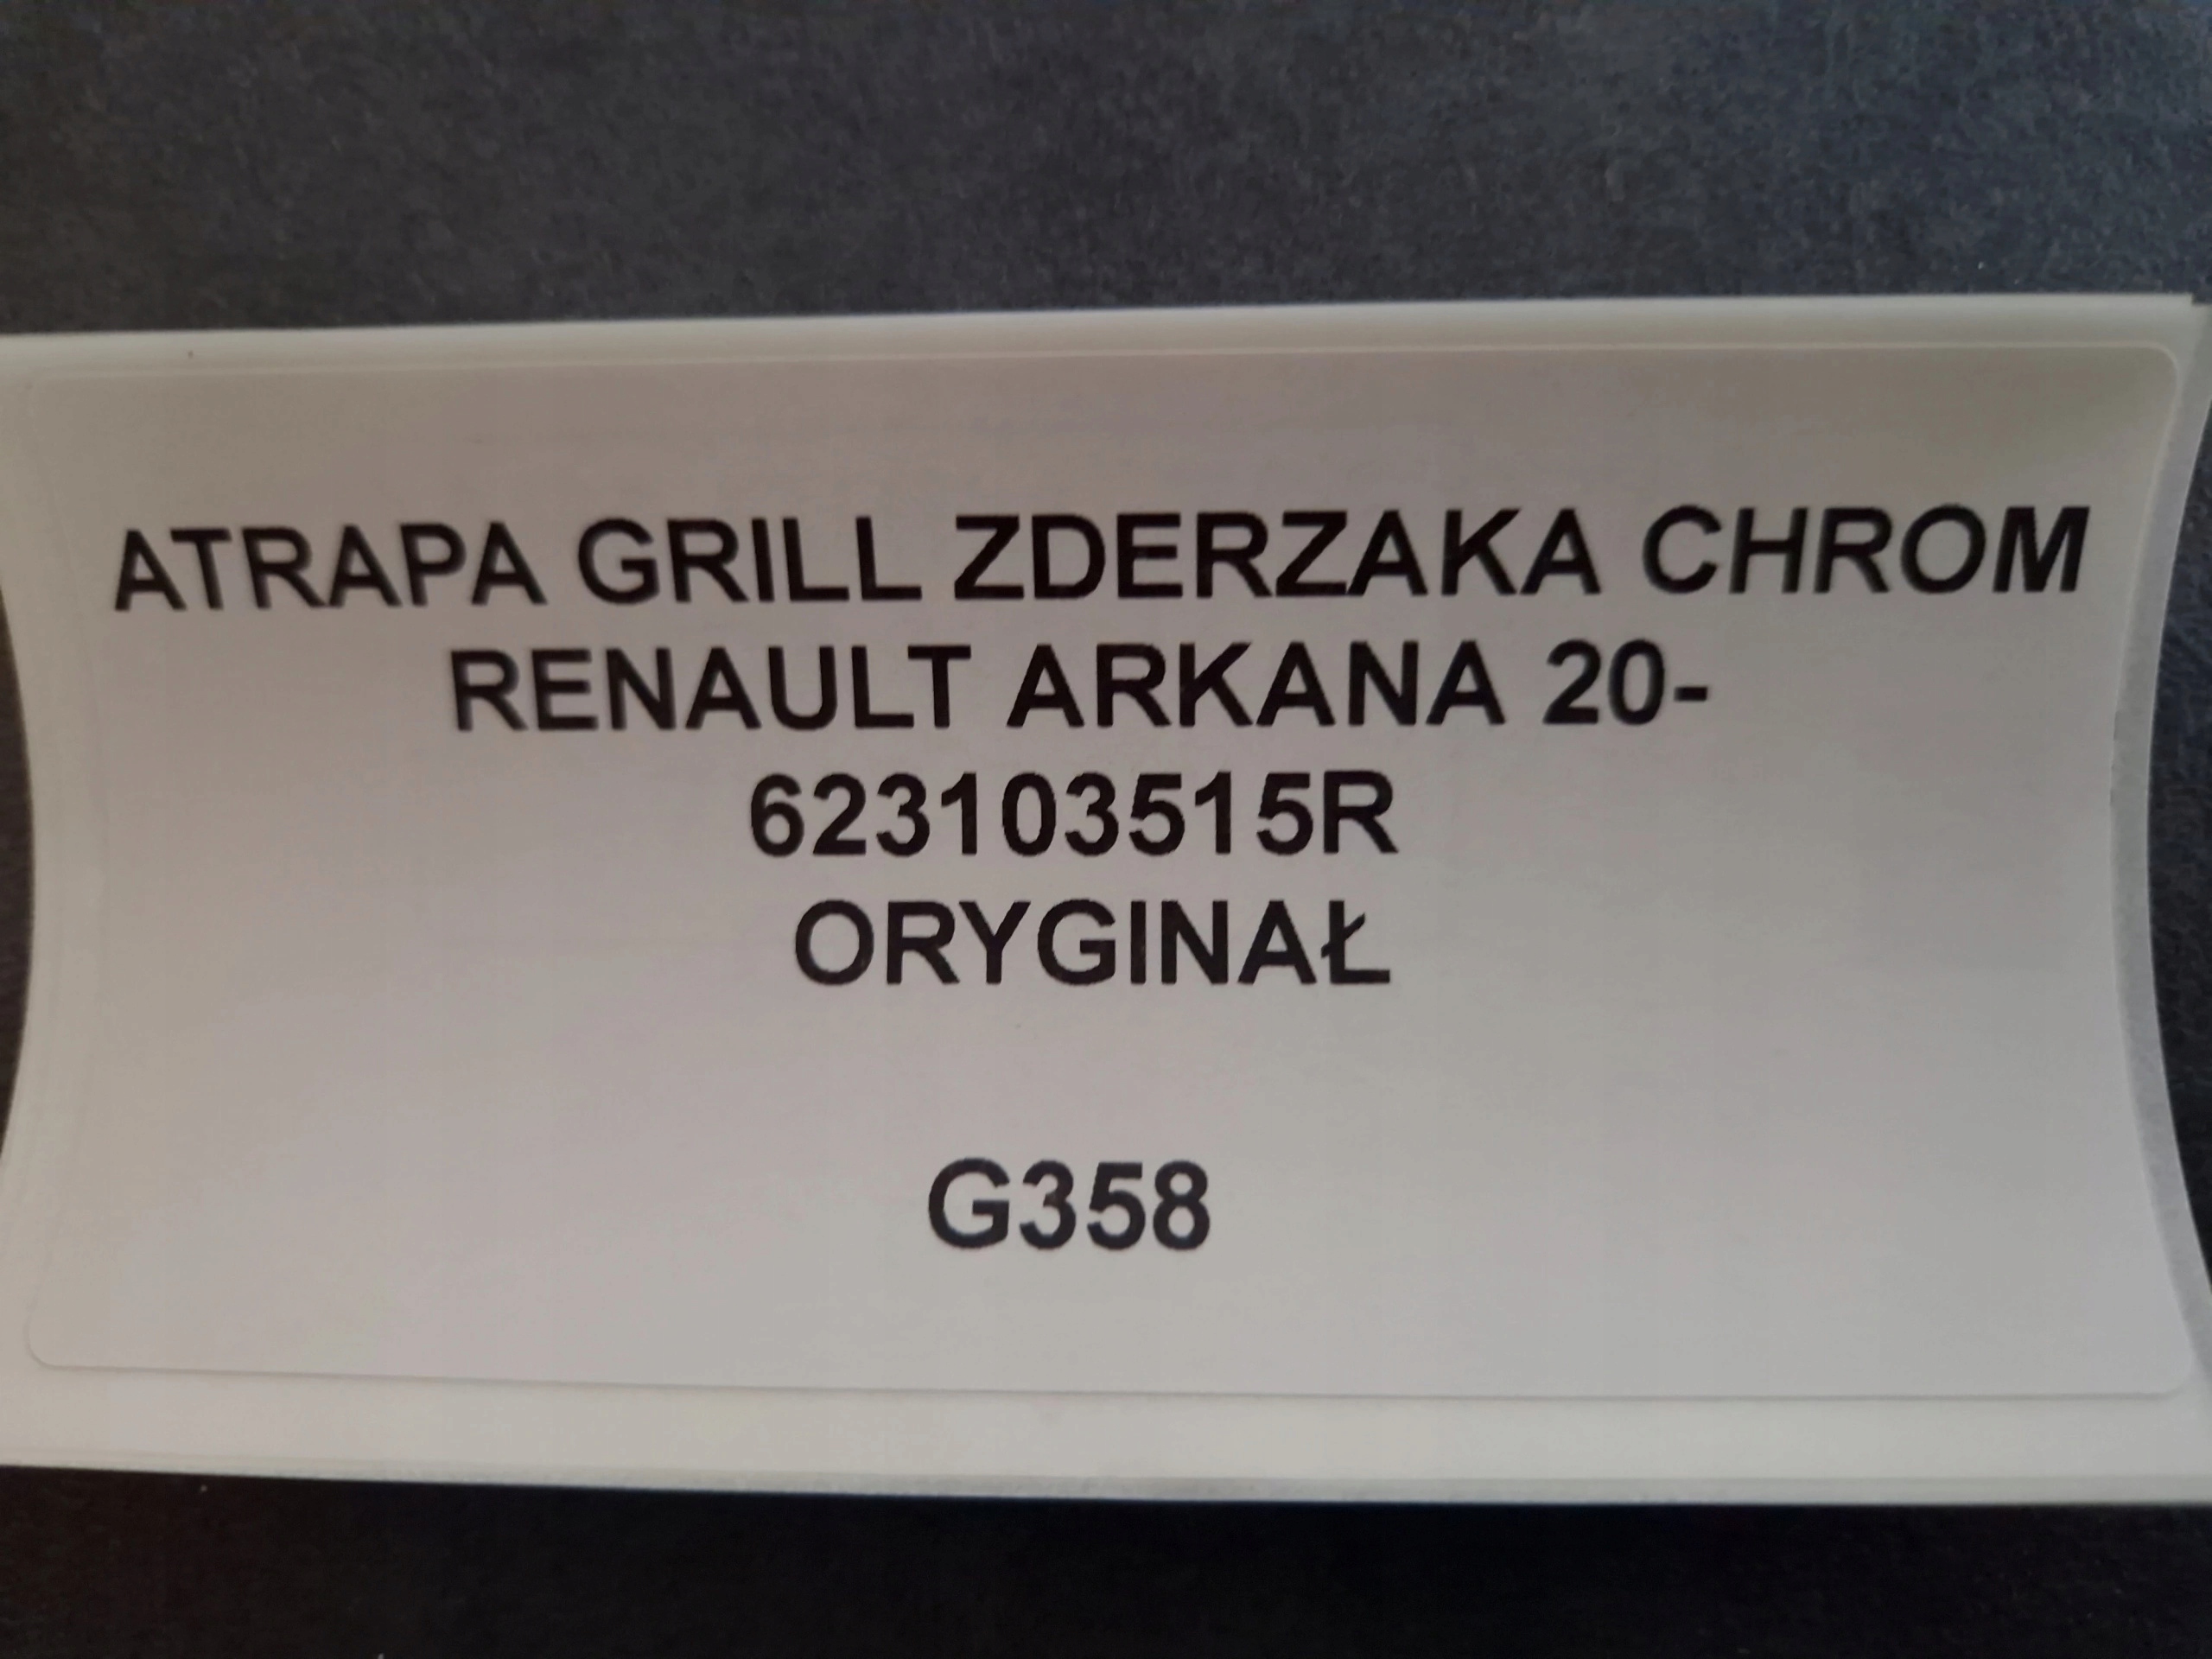 ATRAPA GRILL ZDERZAKA CHROM
RENAULT ARKANA 20-
623103515R
ORYGINAŁ
G358